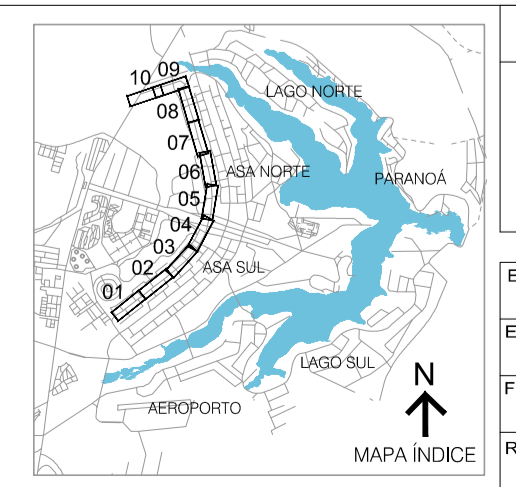 10
09
08
07
06
05
04
03
02
01
LAGO NORTE
ASA NORTE
PARANOÁ
ASA SUL
LAGO SUL
AEROPORTO
N
MAPA ÍNDICE
E
E
F
R